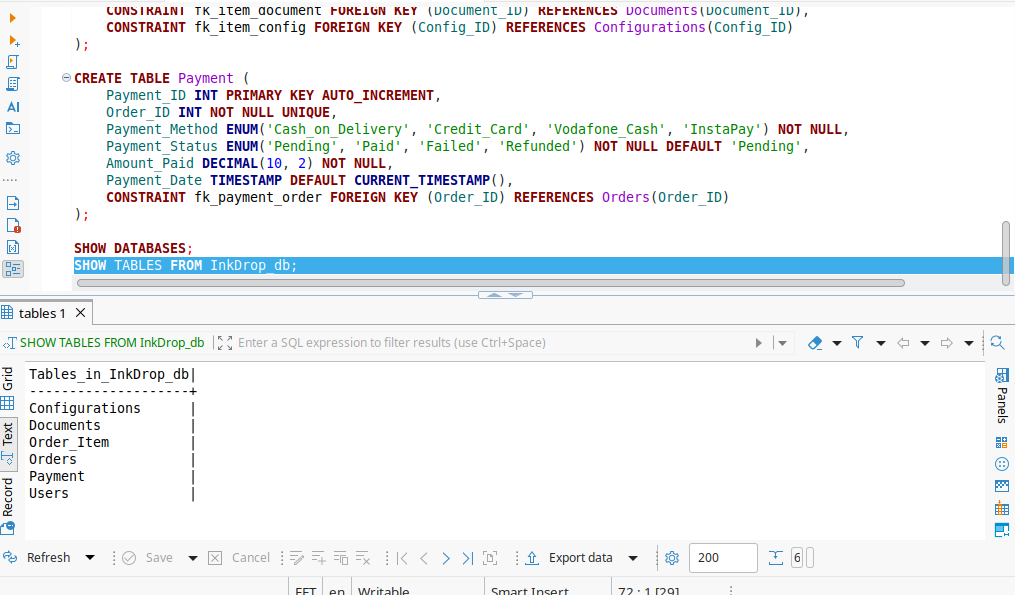 CONSTRAINT fk_item_document FOREIGN KEY (Document_ID) REFERENCES Documents(Document_ID),
CONSTRAINT fk_item_config FOREIGN KEY (Config_ID) REFERENCES Configurations(Config_ID)
);
CREATE TABLE Payment (
Payment_ID INT PRIMARY KEY AUTO_INCREMENT,
Order_ID INT NOT NULL UNIQUE,
Payment_Method ENUM('Cash_on_Delivery', 'Credit_Card', 'Vodafone_Cash', 'InstaPay') NOT NULL,
Payment_Status ENUM('Pending', 'Paid', 'Failed', 'Refunded') NOT NULL DEFAULT 'Pending',
Amount_Paid DECIMAL(10, 2) NOT NULL,
Payment_Date TIMESTAMP DEFAULT CURRENT_TIMESTAMP(),
CONSTRAINT fk_payment_order FOREIGN KEY (Order_ID) REFERENCES Orders(Order_ID)
);
SHOW DATABASES;
SHOW TABLES FROM InkDrop_db;
AI
tables 1
SHOW TABLES FROM InkDrop_db
Enter a SQL expression to filter results (use Ctrl+Space)
Grid
Text
Record
Tables_in_InkDrop_db|
--------------------+
Configurations |
Documents |
Order_Item |
Orders |
Payment |
Users |
Panels
Refresh
Save
Cancel
Export data
200
6
EET
en
Writable
Smart Insert
72 : 1 [29]